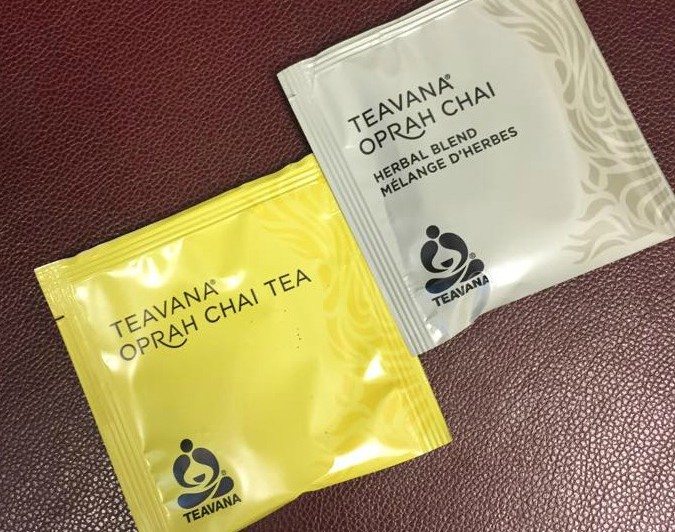 TEAVANA®
OPRAH CHAI
HERBAL BLEND
MÉLANGE D'HERBES
TEAVANA
TEAVANA®
OPRAH CHAI TEA
®
TEAVANA